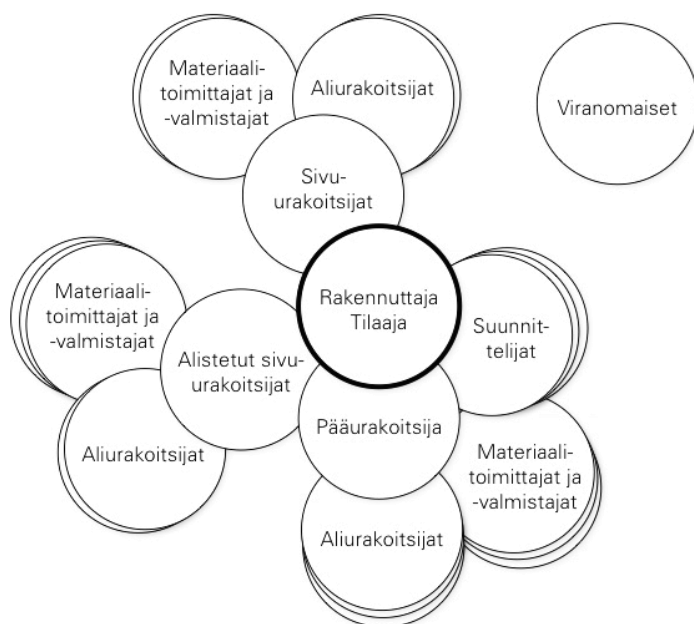 Materiaali-
toimittajat ja
-valmistajat
Aliurakoitsijat
Viranomaiset
Sivu-
urakoitsijat
Materiaali-
toimittajat ja
-valmistajat
Rakennuttaja
Tilaaja
Suunnit-
telijat
Alistetut sivu-
urakoitsijat
Pääurakoitsija
Aliurakoitsijat
Materiaali-
toimittajat ja
-valmistajat
Aliurakoitsijat